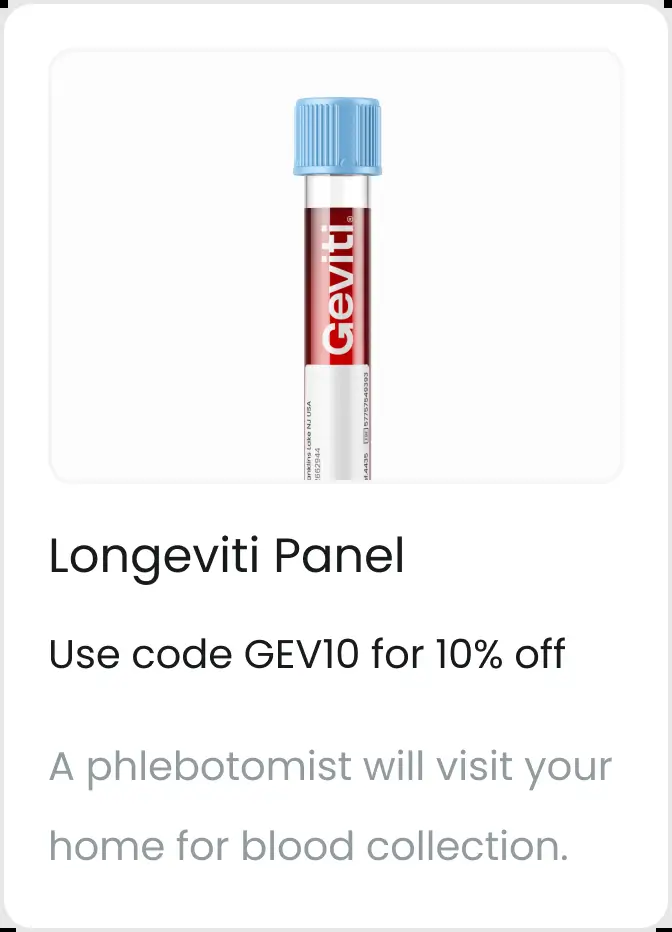 Geviti®
Longeviti Panel
Use code GEV10 for 10% off
A phlebotomist will visit your
home for blood collection.